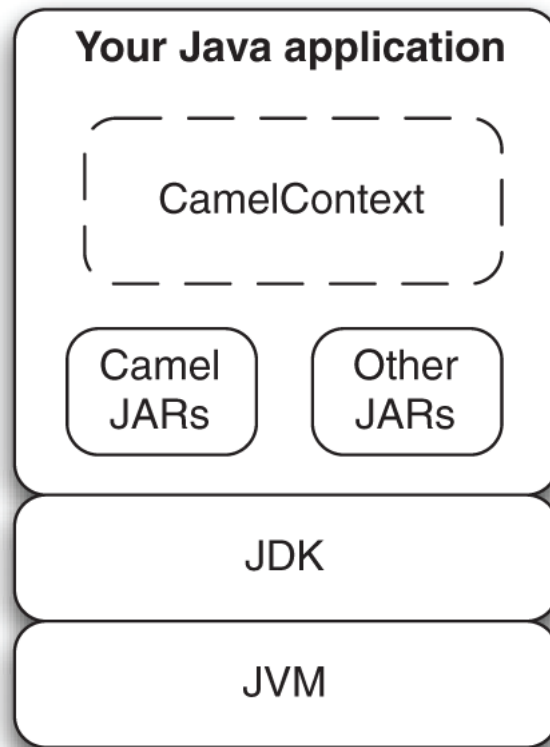 Your Java application
CamelContext
Camel
JARs
Other
JARs
JDK
JVM